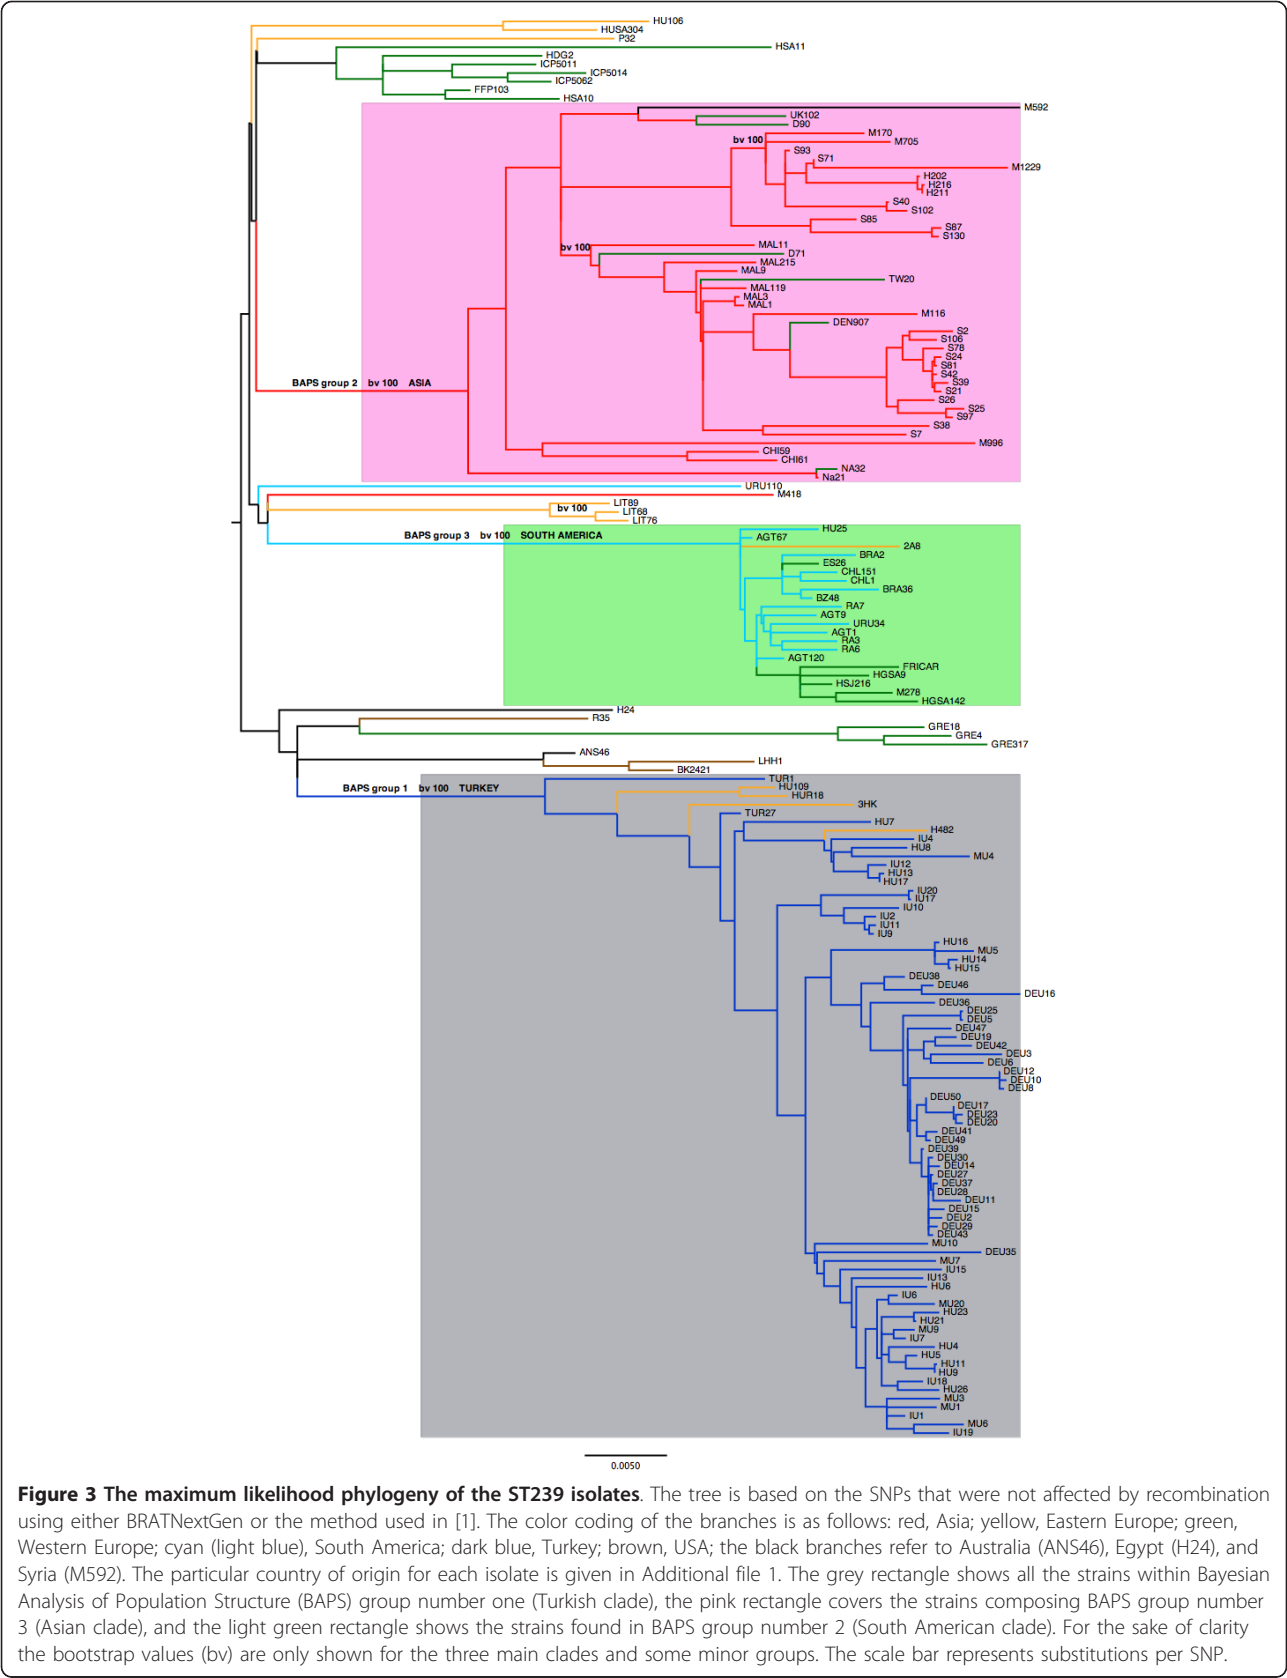 HU106
HUSA304
P32
HSA11
HDG2
ICP5011
ICP5014
ICP5062
FFP103
HSA10
M592
UK102
D90
M170
bv 100
M705
S93
S71
M1229
H202
H216
H211
S40
S102
S85
S87
S130
MAL11
bv 100
D71
MAL215
MAL9
TW20
MAL119
MAL3
MAL1
M116
DEN907
S2
S106
S78
S24
S81
S42
BAPS group 2 bv 100 ASIA
S39
S21
S26
S25
S97
S38
S7
M996
CHI59
CHI61
NA32
Na21
URU110
M418
LIT89
bv 100
LIT68
LIT76
HU25
BAPS group 3 bv 100 SOUTH AMERICA
AGT67
2A8
BRA2
ES26
CHL151
CHL1
BRA36
BZ48
RA7
AGT9
URU34
AGT1
RA3
RA6
AGT120
FRICAR
HGSA9
HSJ216
M278
HGSA142
H24
R35
GRE18
GRE4
GRE317
ANS46
LHH1
BK2421
TUR1
BAPS group 1 bv 100 TURKEY
HU109
HUR18
3HK
TUR27
HU7
H482
IU4
HU8
MU4
IU12
HU13
HU17
IU20
IU17
IU10
IU2
IU11
IU9
HU16
MU5
HU14
HU15
DEU38
DEU46
DEU16
DEU36
DEU25
DEU5
DEU47
DEU19
DEU42
DEU3
DEU6
DEU12
DEU10
DEU8
DEU50
DEU17
DEU23
DEU20
DEU41
DEU49
DEU39
DEU30
DEU14
DEU27
DEU37
DEU28
DEU11
DEU15
DEU2
DEU29
DEU43
MU10
DEU35
MU7
IU15
IU13
HU6
IU6
MU20
HU23
HU21
MU9
IU7
HU4
HU5
HU11
HU9
IU18
HU26
MU3
MU1
IU1
MU6
IU19
0.0050
Figure 3 The maximum likelihood phylogeny of the ST239 isolates. The tree is based on the SNPs that were not affected by recombination
using either BRATNextGen or the method used in [1]. The color coding of the branches is as follows: red, Asia; yellow, Eastern Europe; green,
Western Europe; cyan (light blue), South America; dark blue, Turkey; brown, USA; the black branches refer to Australia (ANS46), Egypt (H24), and
Syria (M592). The particular country of origin for each isolate is given in Additional file 1. The grey rectangle shows all the strains within Bayesian
Analysis of Population Structure (BAPS) group number one (Turkish clade), the pink rectangle covers the strains composing BAPS group number
3 (Asian clade), and the light green rectangle shows the strains found in BAPS group number 2 (South American clade). For the sake of clarity
the bootstrap values (bv) are only shown for the three main clades and some minor groups. The scale bar represents substitutions per SNP.